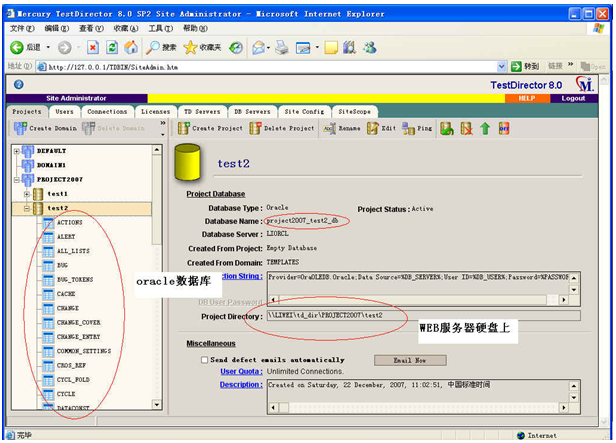 Mercury TestDirector 8.0 SP2 Site Administrator - Microsoft Internet Explorer
文件(F) 编辑(E) 查看(V) 收藏(A) 工具(T) 帮助(H)
后退 搜索 收藏夹
地址(D) http://127.0.0.1/TDBIN/SiteAdmin.htm 转到 链接 Open
TestDirector 8.0
Site Administrator HELP Logout
Projects Users Connections Licenses TD Servers DB Servers Site Config SiteScope
Create Domain Delete Domain Create Project Delete Project Rename Edit Ping
DEFAULT
DOMAIN1
PROJECT2007
test1
test2
ACTIONS
ALERT
ALL_LISTS
BUG
BUG_TOKENS
CACHE
CHANGE
CHANGE_COVER
CHANGE_ENTRY
COMMON_SETTINGS
CROS_REF
CYCL_FOLD
CYCLE
DATACONST
oracle数据库
test2
Project Database
Database Type: Oracle Project Status: Active
Database Name: project2007_test2_db
Database Server: LIORCL
Created From Project: Empty Database
Created From Domain: TEMPLATES
ction String: Provider=OraOLEDB.Oracle;Data Source=%DB_SERVER%;User ID=%DB_USER%;Password=%PASSWOR
DB User Password
Project Directory: \\LIWEI\td_dir\PROJECT2007\test2
WEB服务器硬盘上
Miscellaneous
Send defect emails automatically Email Now
User Quota: Unlimited Connections.
Description: Created on Saturday, 22 December, 2007, 11:02:51, 中国标准时间
完毕 Internet